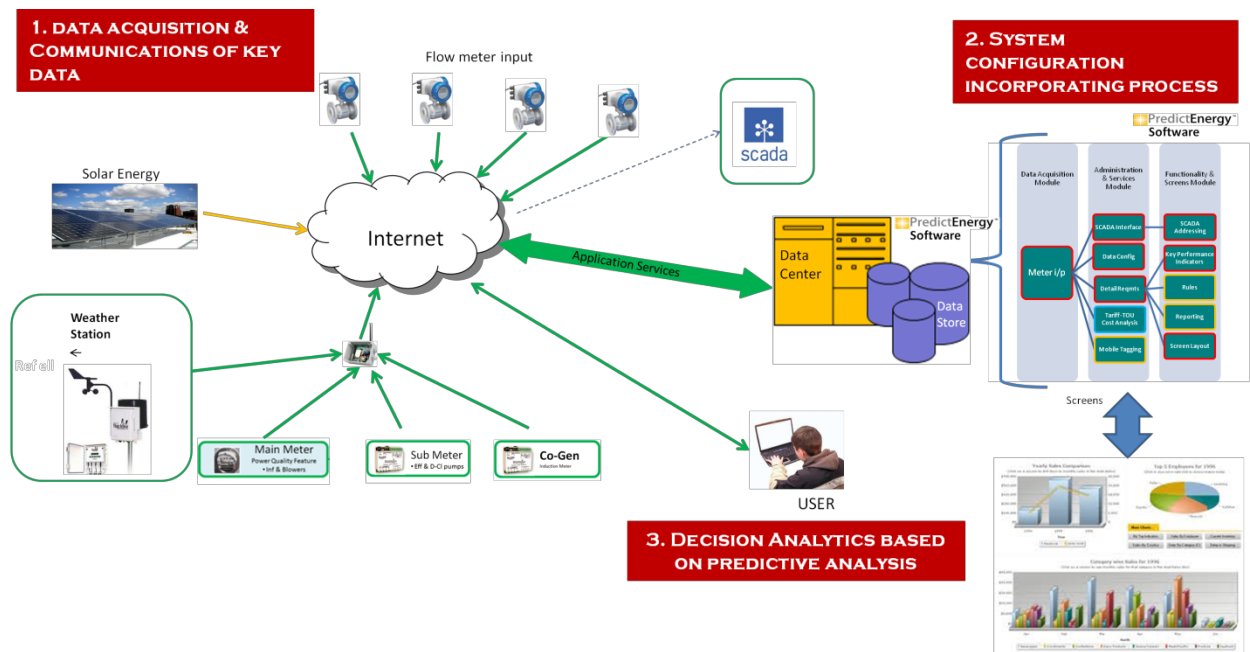 1. DATA ACQUISITION &
COMMUNICATIONS OF KEY
DATA
Flow meter input
Solar Energy
Internet
scada
Weather
Station
Main Meter
Power Quality Feature
• Inf & Blowers
Sub Meter
• Eff & D-Cl pumps
Co-Gen
Induction Meter
Application Services
PredictEnergy™
Software
Data
Center
Data
Store
USER
2. SYSTEM
CONFIGURATION
INCORPORATING PROCESS
PredictEnergy™
Software
Data Acquisition
Module
Administration
& Services
Module
Functionality &
Screens Module
Meter i/p
SCADA Interface
Data Config
Detail Reqmts
Tariff-TOU
Cost Analysis
Mobile Tagging
SCADA
Addressing
Key Performance
Indicators
Rules
Reporting
Screen Layout
Screens
3. DECISION ANALYTICS BASED
ON PREDICTIVE ANALYSIS
Yearly Sales Comparison
Top 5 Employees for 1996
Category wise Sales for 1996